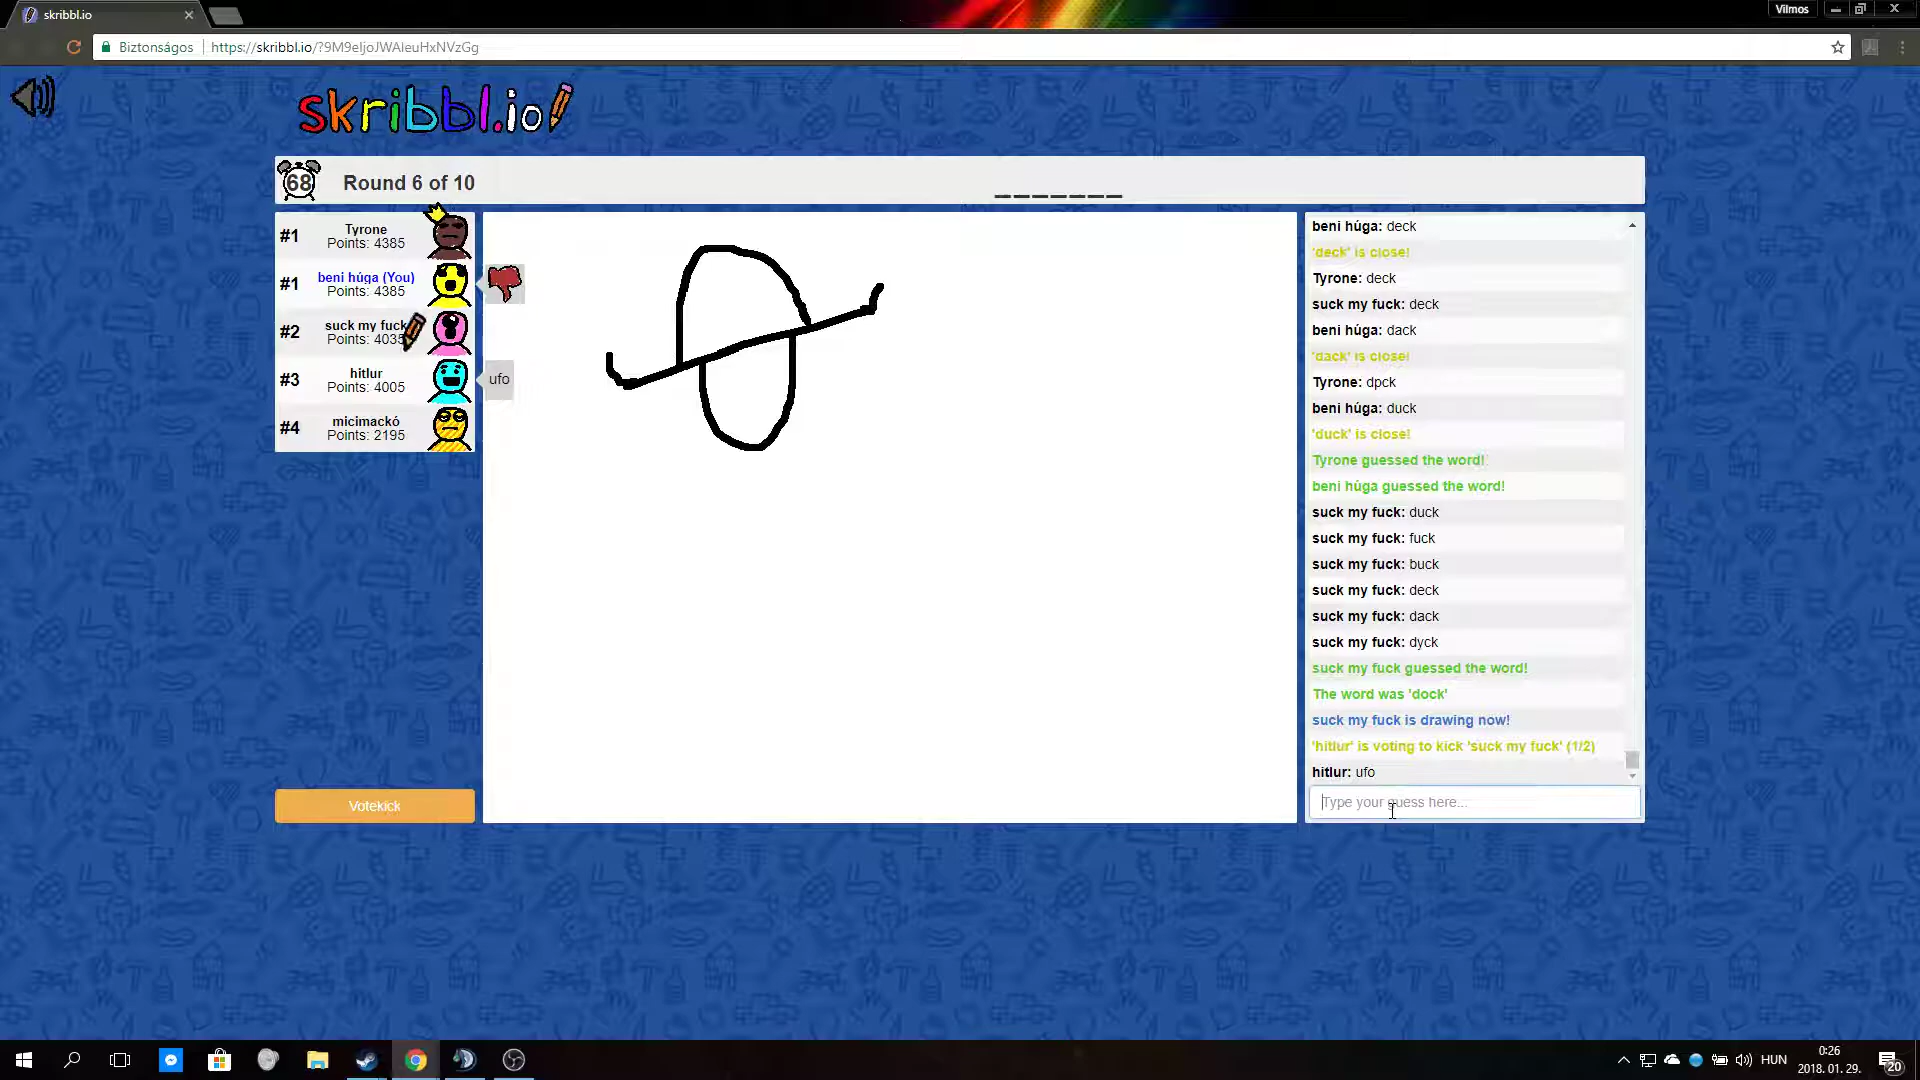 skribbl.io
Vilmos
Biztonságos
https://skribbl.io/?9M9eIjoJWAIeuHxNVzGg
skribbl.io
68
Round 6 of 10
_______
#1
Tyrone
Points: 4385
#1
beni húga (You)
Points: 4385
#2
suck my fuck
Points: 4035
#3
hitlur
Points: 4005
ufo
#4
micimackó
Points: 2195
Votekick
beni húga: deck
'deck' is close!
Tyrone: deck
suck my fuck: deck
beni húga: dack
'dack' is close!
Tyrone: dpck
beni húga: duck
'duck' is close!
Tyrone guessed the word!
beni húga guessed the word!
suck my fuck: duck
suck my fuck: fuck
suck my fuck: buck
suck my fuck: deck
suck my fuck: dack
suck my fuck: dyck
suck my fuck guessed the word!
The word was 'dock'
suck my fuck is drawing now!
'hitlur' is voting to kick 'suck my fuck' (1/2)
hitlur: ufo
Type your guess here...
HUN
0:26
2018. 01. 29.
20